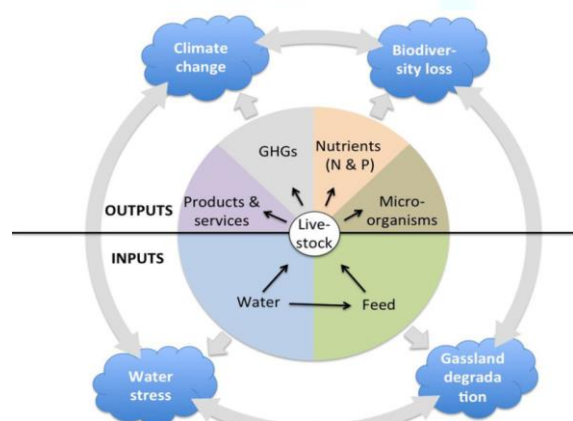 Climate
change
Biodiver-
sity loss
GHGs
Nutrients
(N & P)
Products &
services
Micro-
organisms
OUTPUTS
Live-
stock
INPUTS
Water
Feed
Water
stress
Gassland
degrada
tion